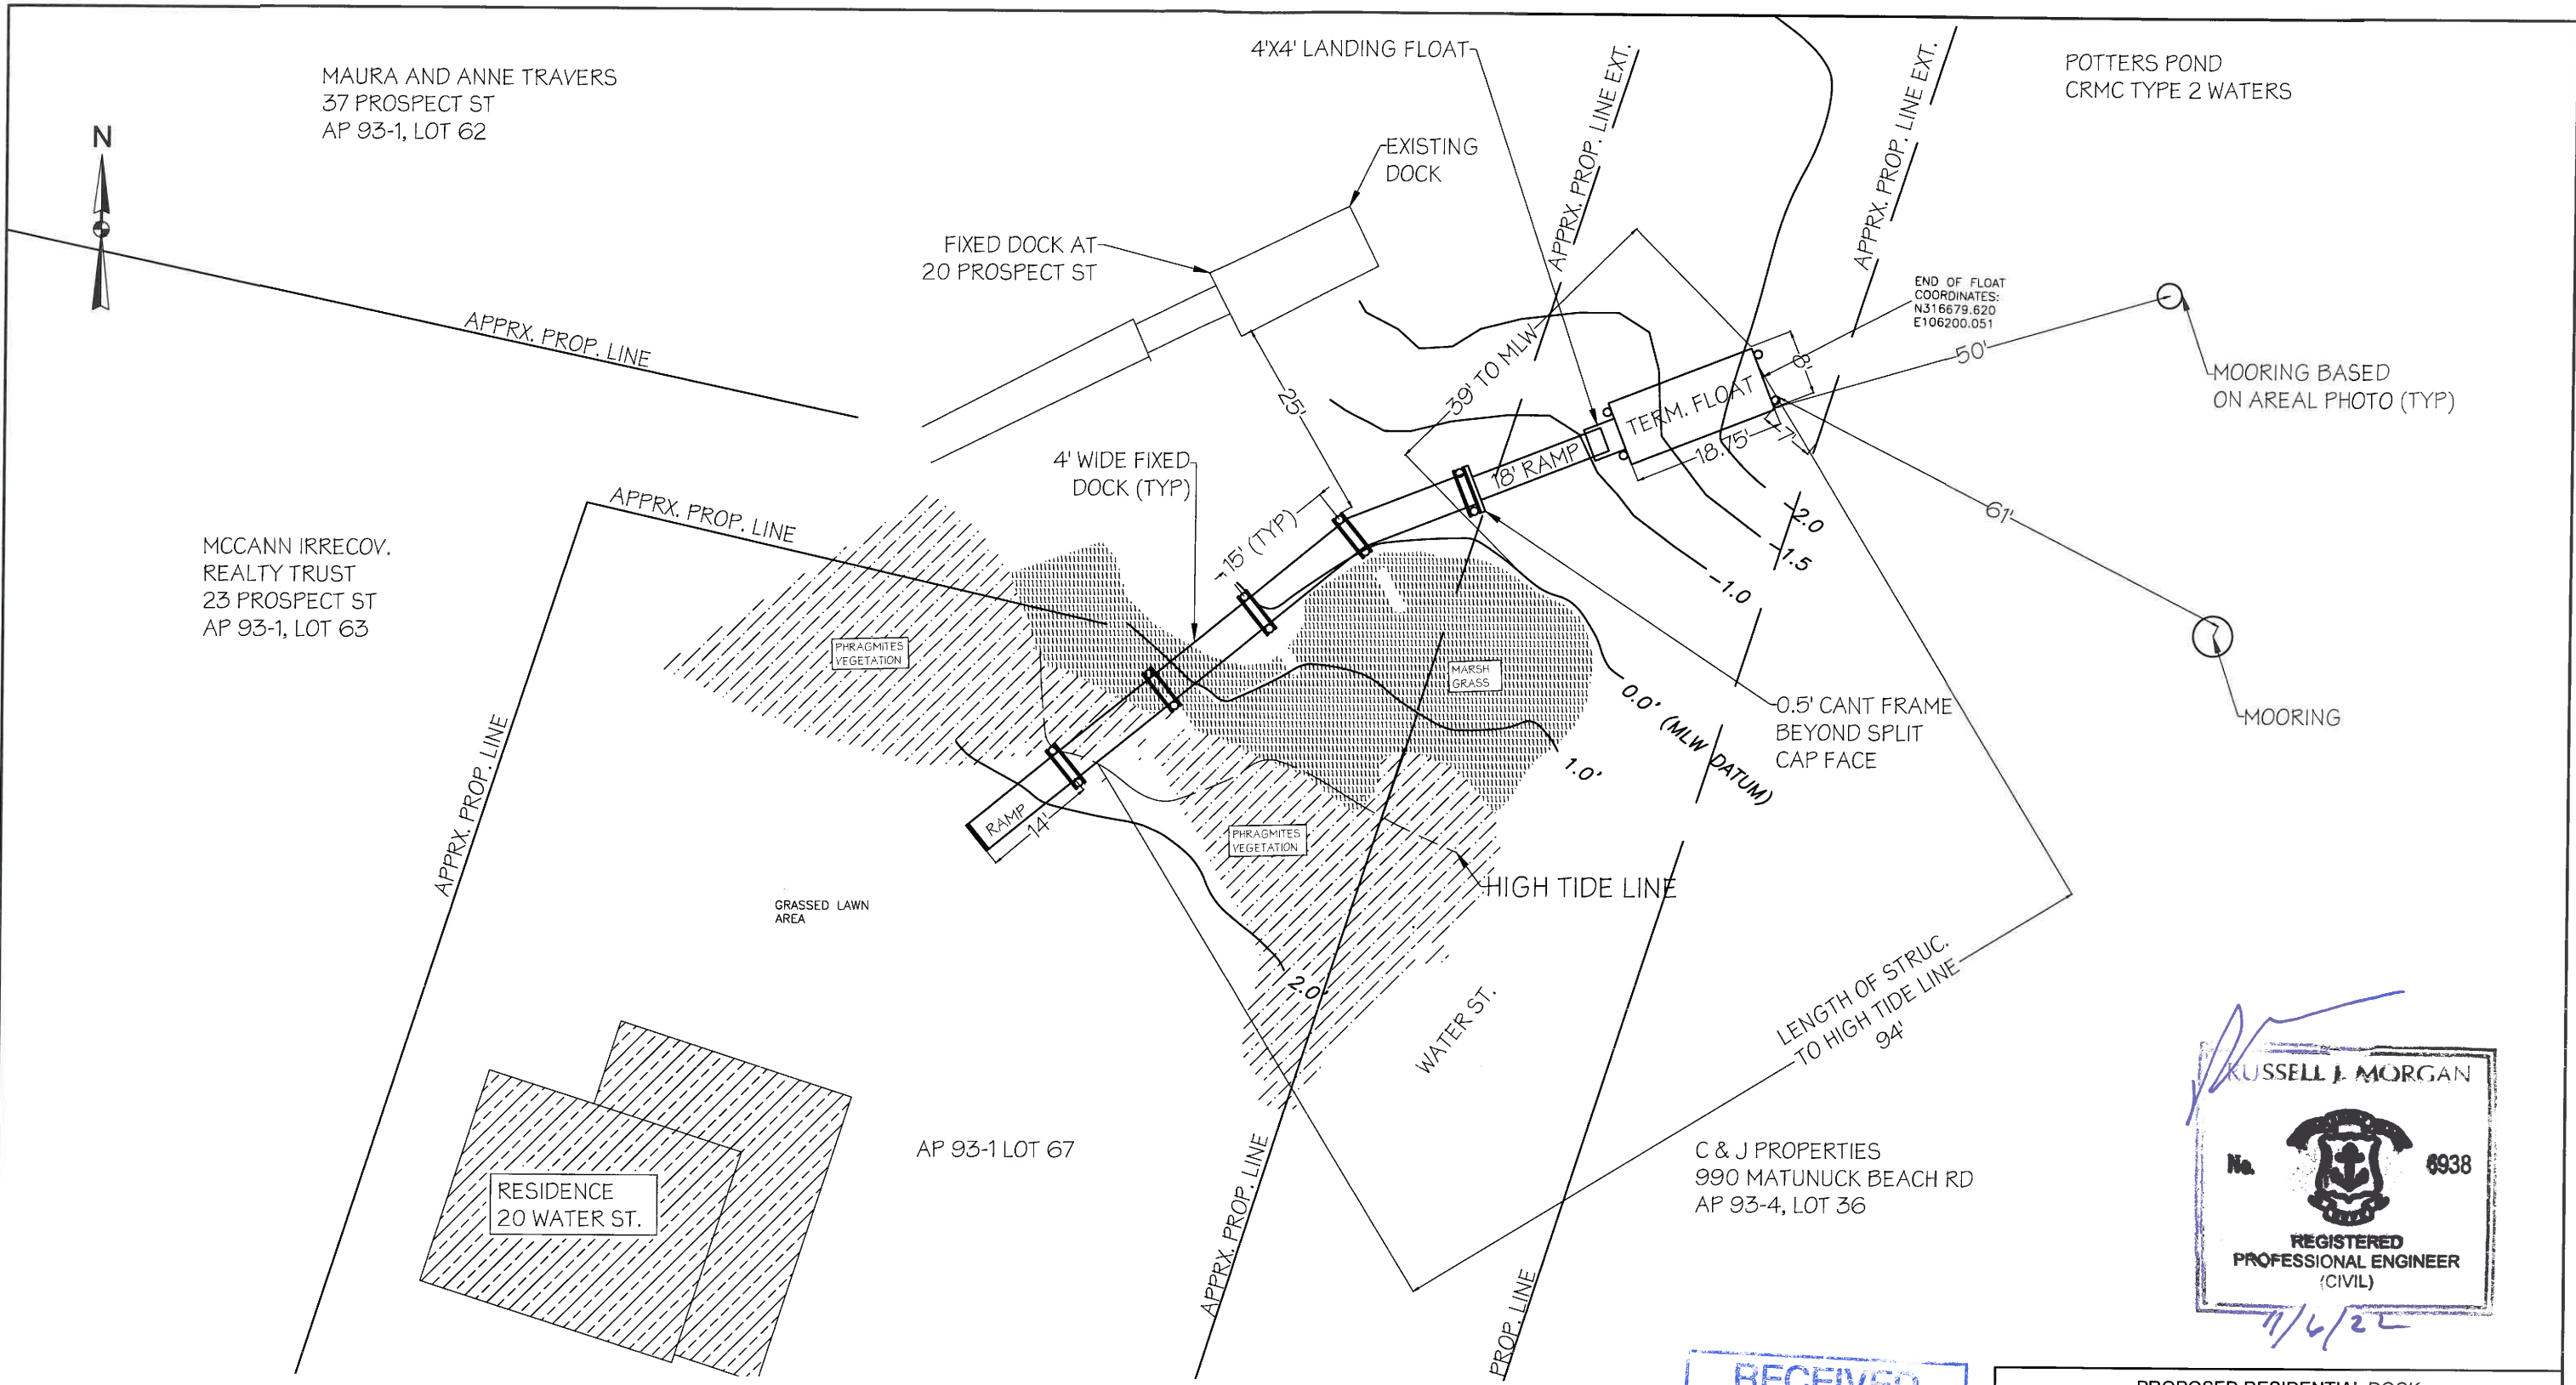 MAURA AND ANNE TRAVERS
37 PROSPECT ST
AP 93-1, LOT 62
N
4'X4' LANDING FLOAT
APPRX. PROP. LINE EXT.
APPRX. PROP. LINE EXT.
POTTERS POND
CRMC TYPE 2 WATERS
EXISTING
DOCK
FIXED DOCK AT
20 PROSPECT ST
END OF FLOAT
COORDINATES:
N316679.620
E106200.051
APPRX. PROP. LINE
39' TO MLW
8'
50'
MOORING BASED
ON AREAL PHOTO (TYP)
TERM. FLOAT
25'
18.75'
7'
18' RAMP
4' WIDE FIXED
DOCK (TYP)
APPRX. PROP. LINE
15' (TYP)
-2.0
-1.5
-1.0
61'
MCCANN IRRECOV.
REALTY TRUST
23 PROSPECT ST
AP 93-1, LOT 63
PHRAGMITES
VEGETATION
MARSH
GRASS
0.0' (MLW DATUM)
0.5' CANT FRAME
BEYOND SPLIT
CAP FACE
MOORING
1.0'
APPRX. PROP. LINE
RAMP
14'
PHRAGMITES
VEGETATION
HIGH TIDE LINE
GRASSED LAWN
AREA
2.0'
WATER ST.
LENGTH OF STRUC.
TO HIGH TIDE LINE
94'
RESIDENCE
20 WATER ST.
AP 93-1 LOT 67
APPRX. PROP. LINE
PROP. LINE
C & J PROPERTIES
990 MATUNUCK BEACH RD
AP 93-4, LOT 36
RUSSELL J. MORGAN
No. 6938
REGISTERED
PROFESSIONAL ENGINEER
(CIVIL)
11/6/22
RECEIVED
PROPOSED RESIDENTIAL DOCK